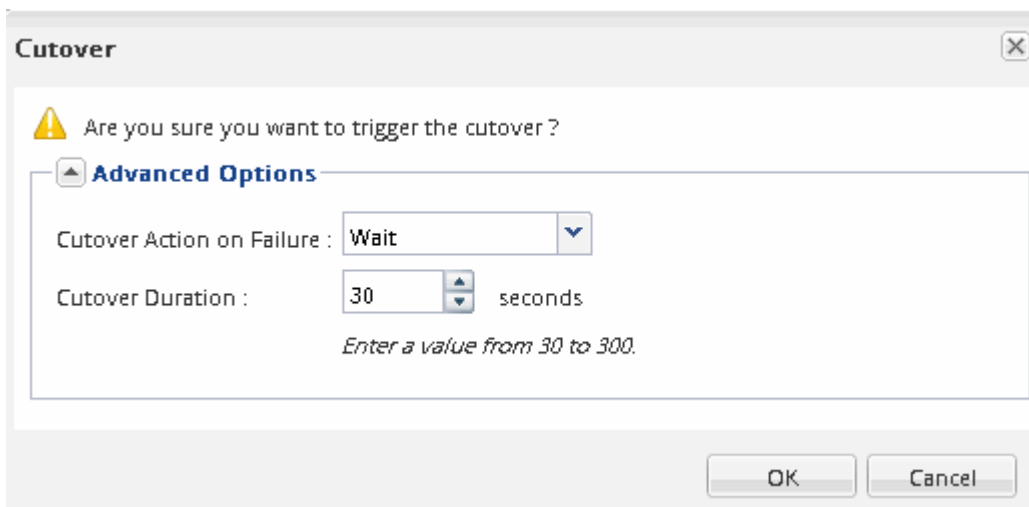 Cutover
Are you sure you want to trigger the cutover ?
Advanced Options
Cutover Action on Failure : Wait
Cutover Duration : 30 seconds
Enter a value from 30 to 300.
OK Cancel